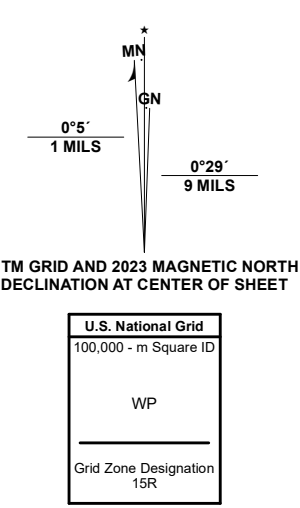 ★
MN
GN
0°5´
1 MILS
0°29´
9 MILS
TM GRID AND 2023 MAGNETIC NORTH
DECLINATION AT CENTER OF SHEET
U.S. National Grid
100,000 - m Square ID
WP
Grid Zone Designation
15R